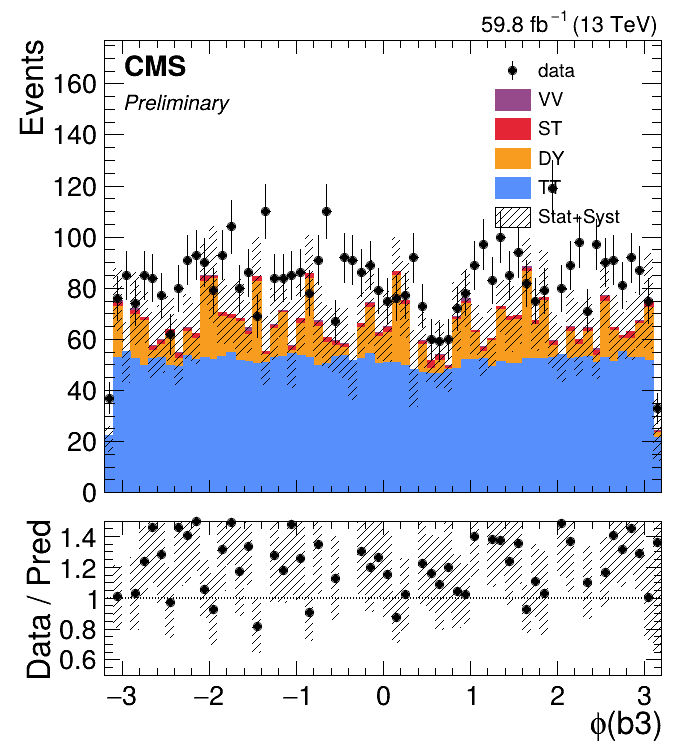 59.8 fb⁻¹ (13 TeV)
Events
CMS
Preliminary
data
VV
ST
DY
TT
Stat+Syst
160
140
120
100
80
60
40
20
0
Data / Pred
1.4
1.2
1
0.8
0.6
−3 −2 −1 0 1 2 3
ϕ(b3)